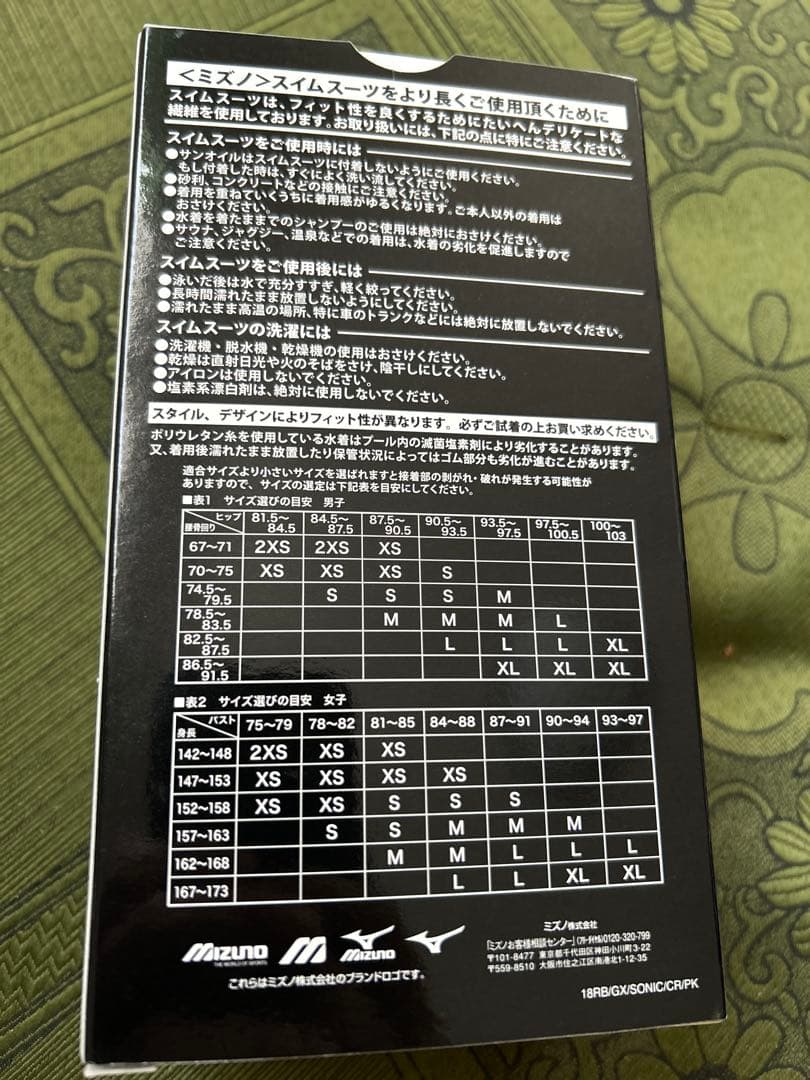 <ミズノ>スイムスーツをより長くご使用頂くために
スイムスーツは、フィット性を良くするためにたいへんデリケートな
繊維を使用しております。お取り扱いには、下記の点に特にご注意ください。
スイムスーツをご使用時には
●サンオイルはスイムスーツに付着しないようにご使用ください。
もし付着した時は、すぐによく洗い流してください。
●砂利、コンクリートなどの接触にご注意ください。
●着用を重ねていくうちに着用感がゆるくなります。ご本人以外の着用は
おさけください。
●水着を着たままでのシャンプーのご使用は絶対におさけください。
●サウナ、ジャグジー、温泉などでの着用は、水着の劣化を促進しますので
ご注意ください。
スイムスーツをご使用後には
●泳いだ後は水で充分すすぎ、軽く絞ってください。
●長時間濡れたまま放置しないようにしてください。
●濡れたまま高温の場所、特に車のトランクなどには絶対に放置しないでください。
スイムスーツの洗濯には
●洗濯機・脱水機・乾燥機の使用はおさけください。
●乾燥は直射日光や火のそばをさけ、陰干しにしてください。
●アイロンは使用しないでください。
●塩素系漂白剤は、絶対に使用しないでください。
スタイル、デザインによりフィット性が異なります。必ずご試着の上お買い求めください。
ポリウレタン糸を使用している水着はプール内の滅菌塩素剤により劣化することがあります。
又、着用後濡れたまま放置したり保管状況によってはゴム部分も劣化が進むことがあります。
適合サイズより小さいサイズを選ばれますと接着部の剥がれ・破れが発生する可能性が
ありますので、サイズの選定は下記表を目安にしてください。
■表1 サイズ選びの目安 男子
ヒップ 腰骨回り 81.5〜84.5 84.5〜87.5 87.5〜90.5 90.5〜93.5 93.5〜97.5 97.5〜100.5 100〜103
67〜71 2XS 2XS XS
70〜75 XS XS XS S
74.5〜79.5 S S S M
78.5〜83.5 M M M L
82.5〜87.5 L L L XL
86.5〜91.5 XL XL XL
■表2 サイズ選びの目安 女子
バスト 身長 75〜79 78〜82 81〜85 84〜88 87〜91 90〜94 93〜97
142〜148 2XS XS XS
147〜153 XS XS XS XS
152〜158 XS XS S S S
157〜163 S S M M M
162〜168 M M L L L
167〜173 L L XL XL
MIZUNO
THE WORLD OF SPORTS
MIZUNO
これらはミズノ株式会社のブランドロゴです。
ミズノ株式会社
「ミズノお客様相談センター」(フリーダイヤル)0120-320-799
〒101-8477 東京都千代田区神田小川町3-22
〒559-8510 大阪市住之江区南港北1-12-35
18RB/GX/SONIC/CR/PK